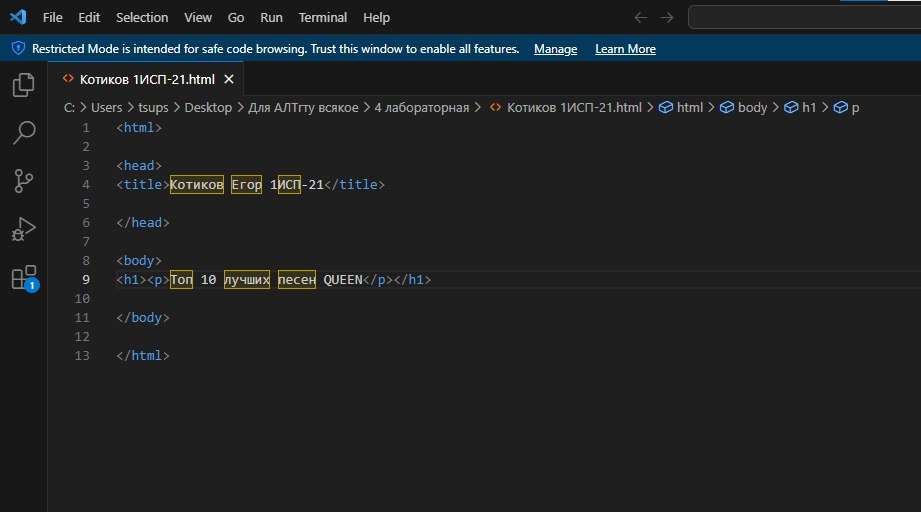 File Edit Selection View Go Run Terminal Help
Restricted Mode is intended for safe code browsing. Trust this window to enable all features. Manage Learn More
Котиков 1ИСП-21.html
C: > Users > tsups > Desktop > Для АЛТгту всякое > 4 лабораторная > Котиков 1ИСП-21.html > html > body > h1 > p
1 <html>
2
3 <head>
4 <title>Котиков Егор 1ИСП-21</title>
5
6 </head>
7
8 <body>
9 <h1><p>Топ 10 лучших песен QUEEN</p></h1>
10
11 </body>
12
13 </html>
1